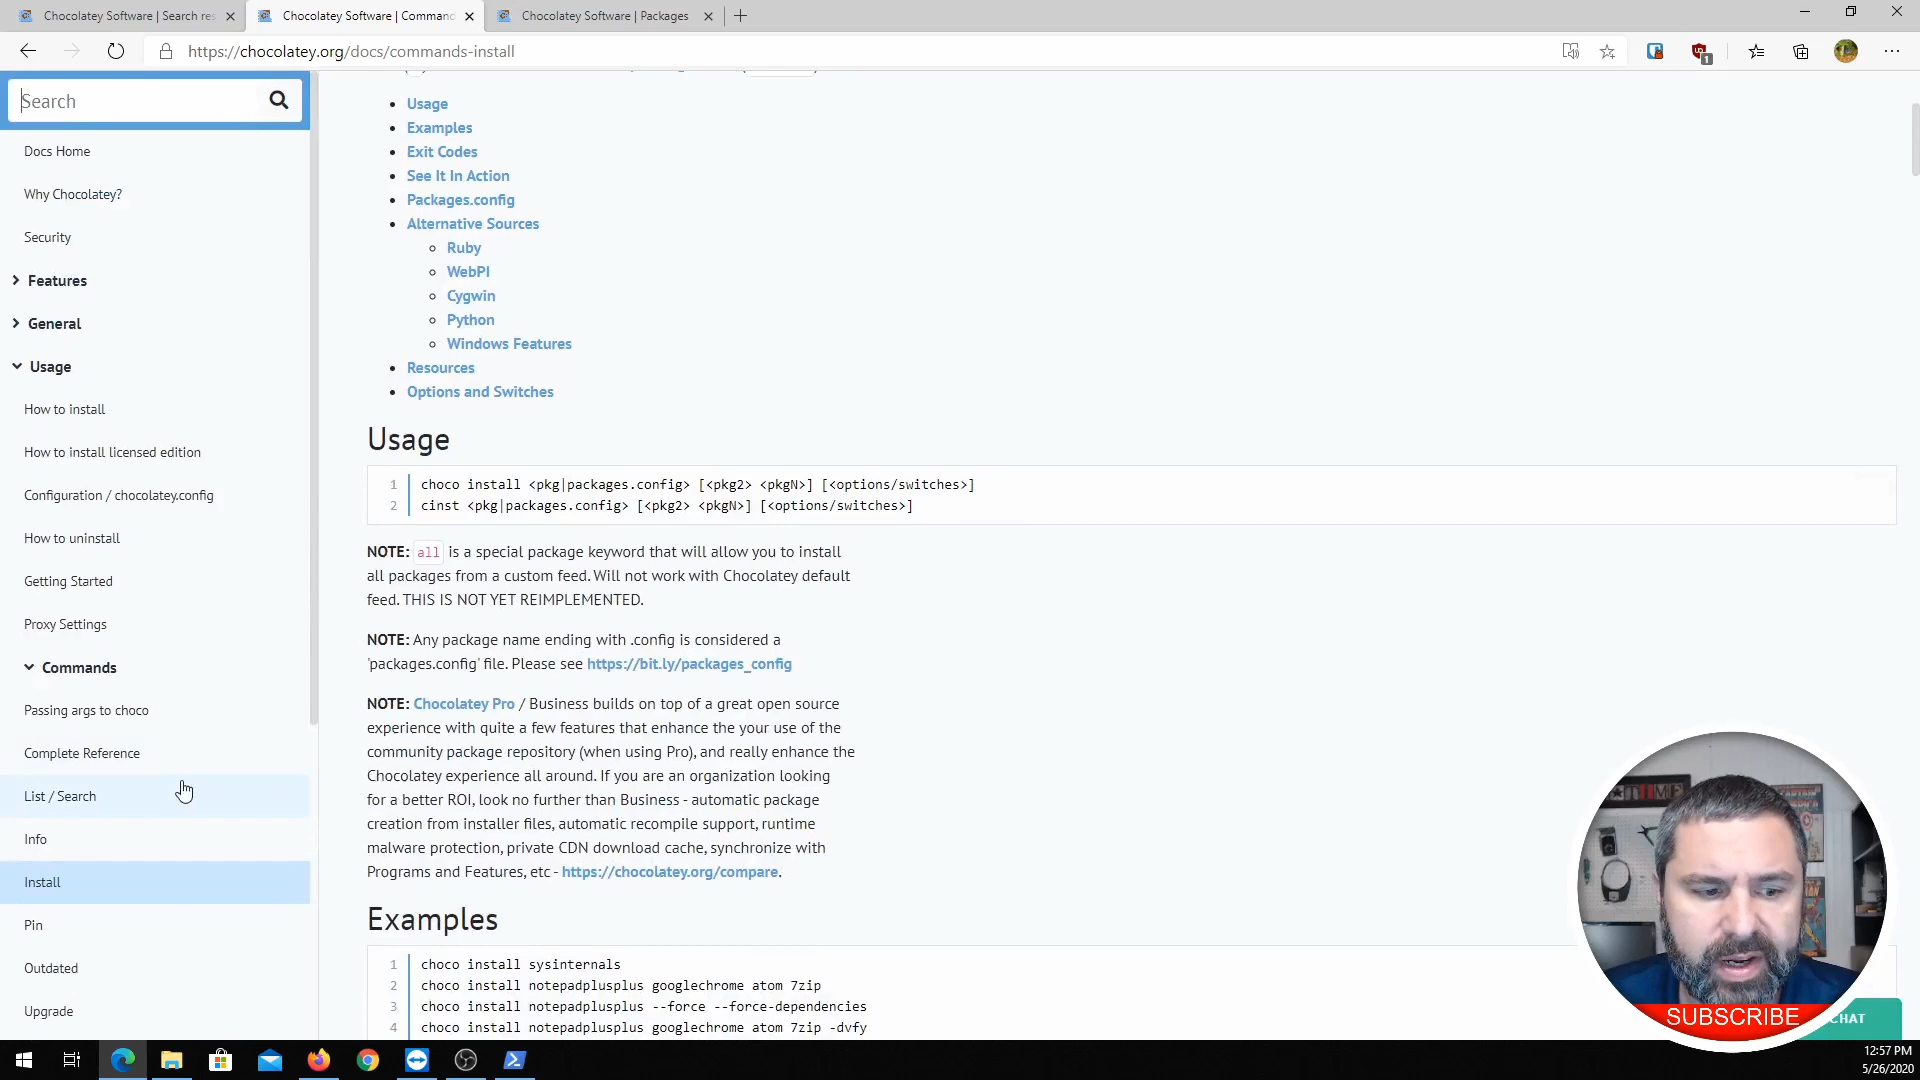 Chocolatey Software | Search res
Chocolatey Software | Comman
Chocolatey Software | Packages
https://chocolatey.org/docs/commands-install
1
Search
Docs Home
Why Chocolatey?
Security
Features
General
Usage
How to install
How to install licensed edition
Configuration / chocolatey.config
How to uninstall
Getting Started
Proxy Settings
Commands
Passing args to choco
Complete Reference
List / Search
Info
Install
Pin
Outdated
Upgrade
Usage
Examples
Exit Codes
See It In Action
Packages.config
Alternative Sources
Ruby
WebPI
Cygwin
Python
Windows Features
Resources
Options and Switches
Usage
1 choco install <pkg|packages.config> [<pkg2> <pkgN>] [<options/switches>]
2 cinst <pkg|packages.config> [<pkg2> <pkgN>] [<options/switches>]
NOTE: all is a special package keyword that will allow you to install
all packages from a custom feed. Will not work with Chocolatey default
feed. THIS IS NOT YET REIMPLEMENTED.
NOTE: Any package name ending with .config is considered a
'packages.config' file. Please see https://bit.ly/packages_config
NOTE: Chocolatey Pro / Business builds on top of a great open source
experience with quite a few features that enhance the your use of the
community package repository (when using Pro), and really enhance the
Chocolatey experience all around. If you are an organization looking
for a better ROI, look no further than Business - automatic package
creation from installer files, automatic recompile support, runtime
malware protection, private CDN download cache, synchronize with
Programs and Features, etc - https://chocolatey.org/compare.
Examples
1 choco install sysinternals
2 choco install notepadplusplus googlechrome atom 7zip
3 choco install notepadplusplus --force --force-dependencies
4 choco install notepadplusplus googlechrome atom 7zip -dvfy
TIME
SUBSCRIBE
CHAT
12:57 PM
5/26/2020